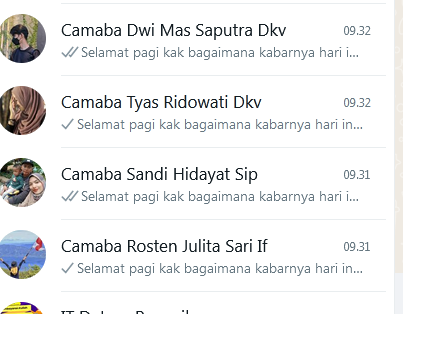 Camaba Dwi Mas Saputra Dkv 09.32
Selamat pagi kak bagaimana kabarnya hari i...
Camaba Tyas Ridowati Dkv 09.32
Selamat pagi kak bagaimana kabarnya hari in...
Camaba Sandi Hidayat Sip 09.31
Selamat pagi kak bagaimana kabarnya hari i...
Camaba Rosten Julita Sari If 09.31
Selamat pagi kak bagaimana kabarnya hari in...